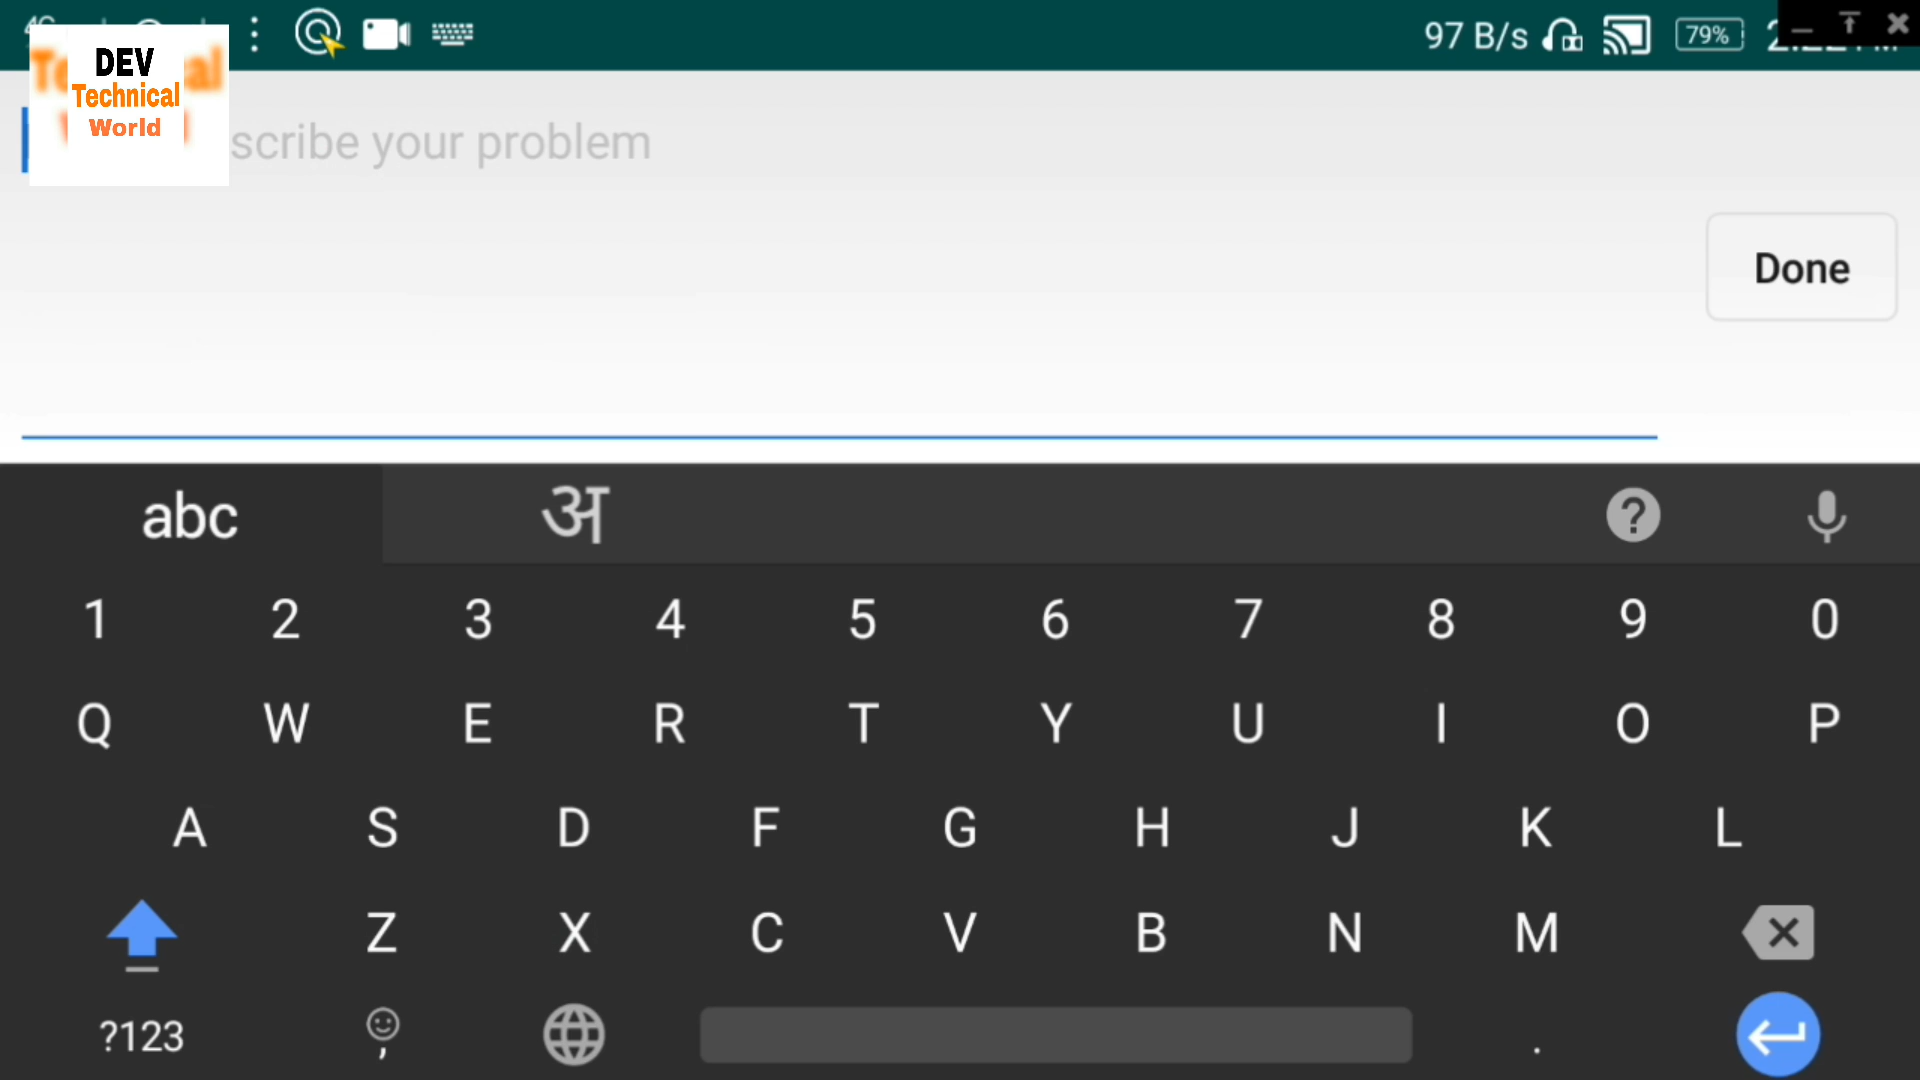 97 B/s 79%
DEV
Technical
World
scribe your problem
Done
abc अ ?
1 2 3 4 5 6 7 8 9 0
Q W E R T Y U I O P
A S D F G H J K L
Z X C V B N M
?123 , .